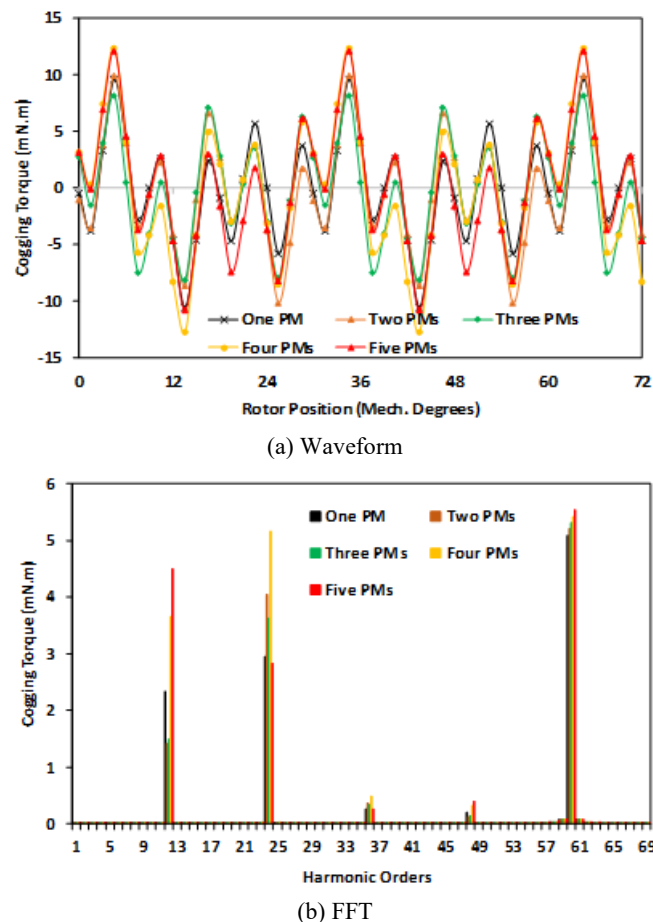 15
10
5
0
-5
-10
-15
Cogging Torque (mN.m)
One PM Two PMs Three PMs
Four PMs Five PMs
0 12 24 36 48 60 72
Rotor Position (Mech. Degrees)
(a) Waveform
6
5
4
3
2
1
0
Cogging Torque (mN.m)
One PM Two PMs
Three PMs Four PMs
Five PMs
1 5 9 13 17 21 25 29 33 37 41 45 49 53 57 61 65 69
Harmonic Orders
(b) FFT